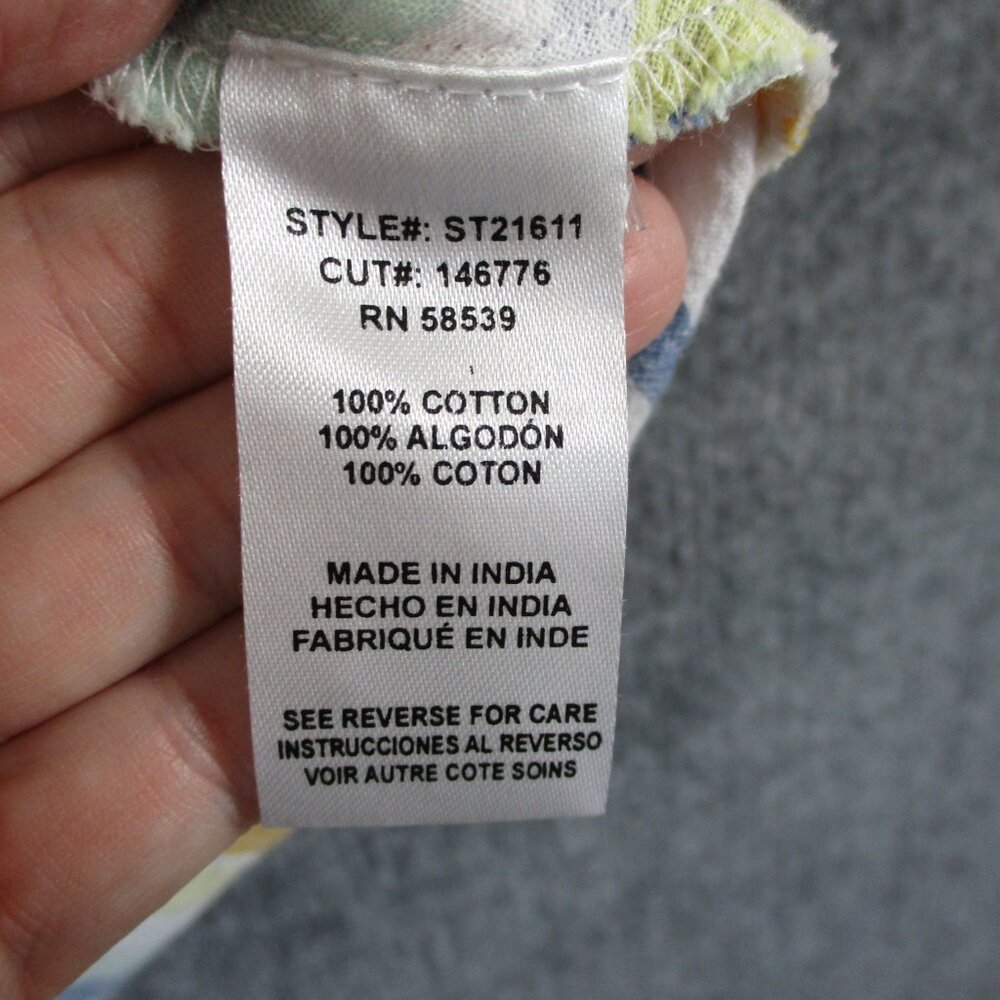 STYLE#: ST21611
CUT#: 146776
RN 58539
100% COTTON
100% ALGODÓN
100% COTON
MADE IN INDIA
HECHO EN INDIA
FABRIQUÉ EN INDE
SEE REVERSE FOR CARE
INSTRUCCIONES AL REVERSO
VOIR AUTRE COTE SOINS